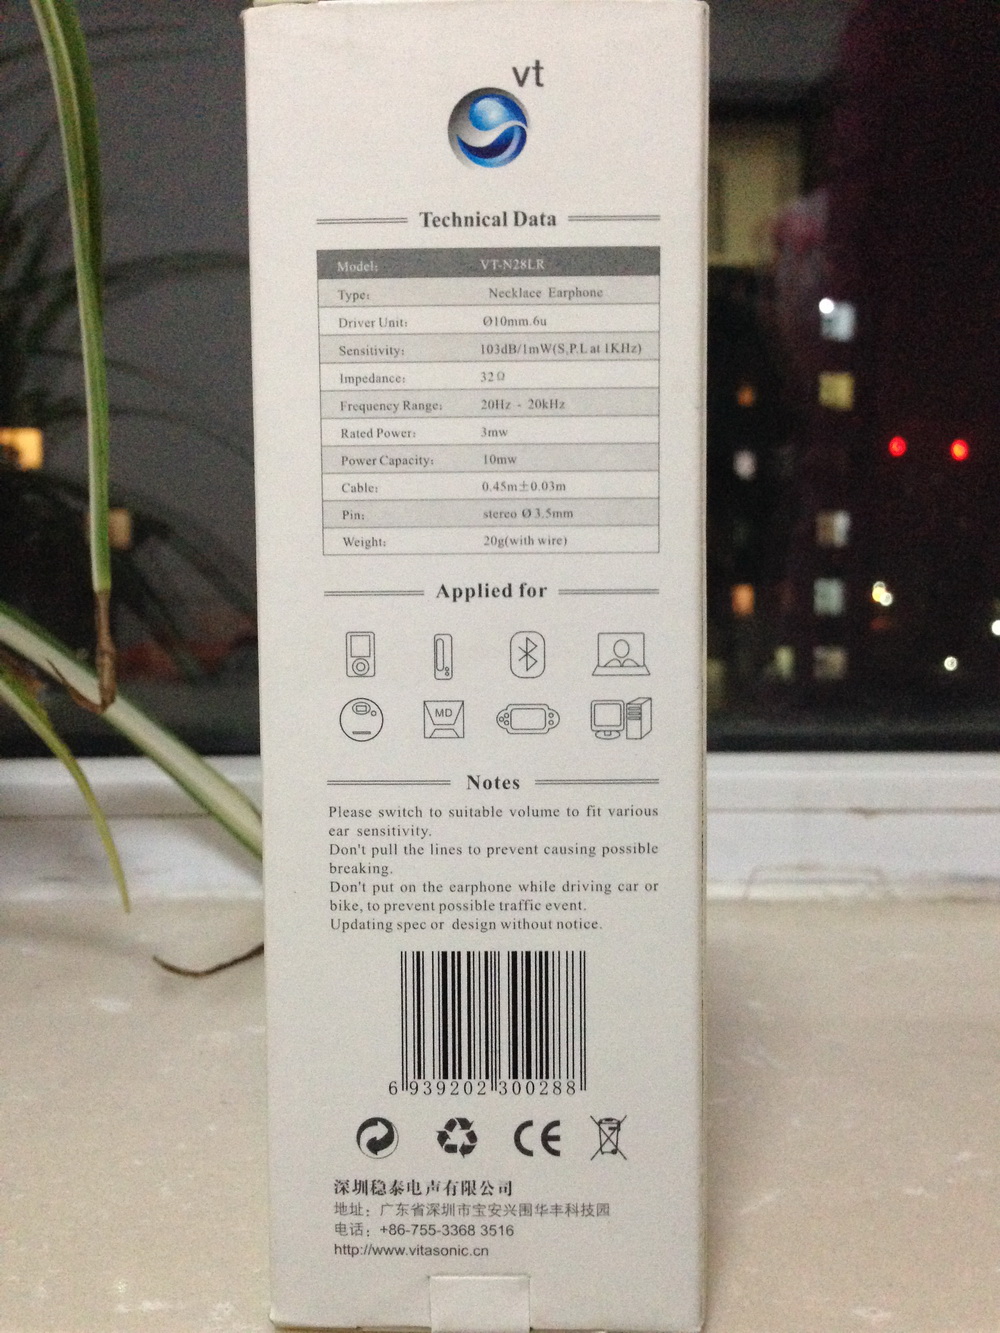 vt
Technical Data
Model: VT-N28LR
Type: Necklace Earphone
Driver Unit: Ø10mm.6u
Sensitivity: 103dB/1mW(S.P.L at 1KHz)
Impedance: 32Ω
Frequency Range: 20Hz - 20kHz
Rated Power: 3mw
Power Capacity: 10mw
Cable: 0.45m±0.03m
Pin: stereo Ø 3.5mm
Weight: 20g(with wire)
Applied for
MD
Notes
Please switch to suitable volume to fit various
ear sensitivity.
Don't pull the lines to prevent causing possible
breaking.
Don't put on the earphone while driving car or
bike, to prevent possible traffic event.
Updating spec or design without notice.
6 939202 300288
CE
深圳稳泰电声有限公司
地址：广东省深圳市宝安兴围华丰科技园
电话：+86-755-3368 3516
http://www.vitasonic.cn